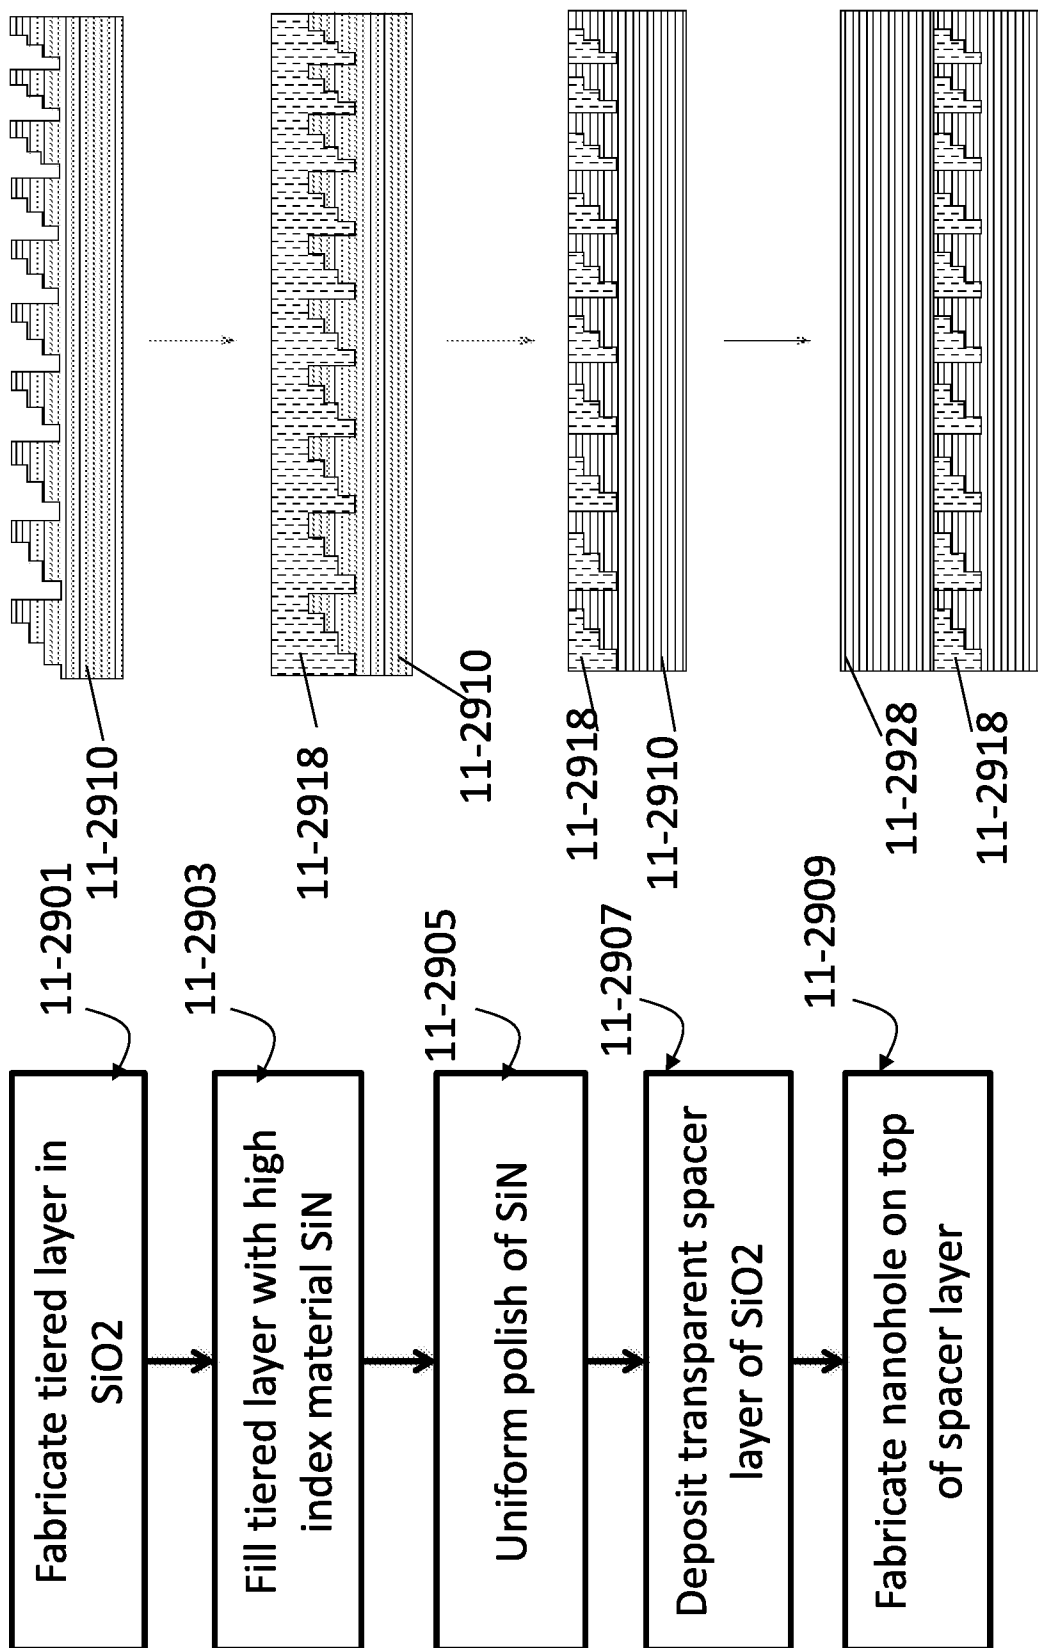 Fabricate tiered layer in
SiO2
11-2901
Fill tiered layer with high
index material SiN
11-2903
Uniform polish of SiN
11-2905
Deposit transparent spacer
layer of SiO2
11-2907
Fabricate nanohole on top
of spacer layer
11-2909
11-2910
11-2918
11-2910
11-2918
11-2910
11-2928
11-2918